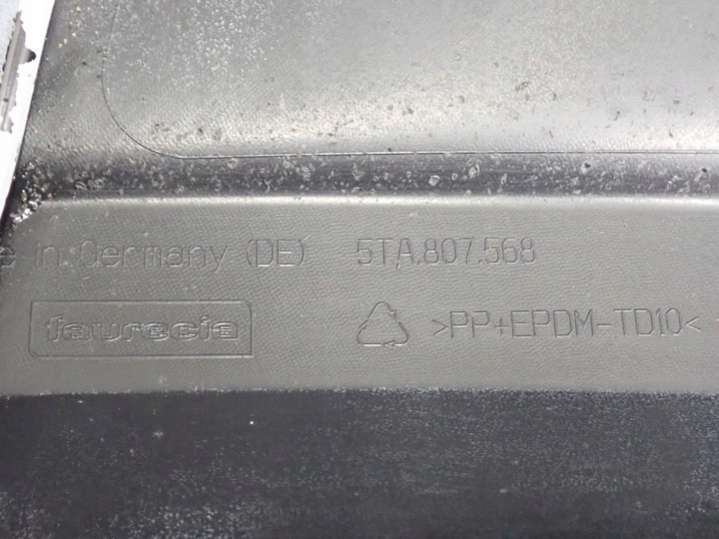 e in Germany (DE) 5TA.807.568
faurecia >PP+EPDM-TD10<